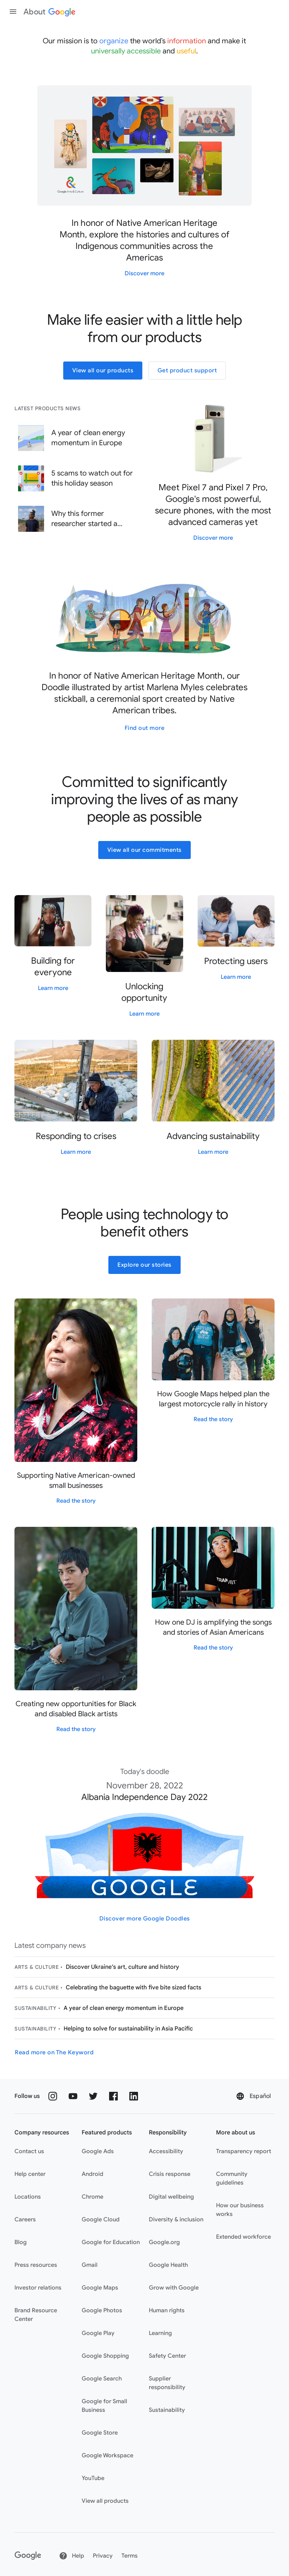 About Google
Our mission is to organize the world's information and make it
universally accessible and useful.
Google Arts & Culture
In honor of Native American Heritage
Month, explore the histories and cultures of
Indigenous communities across the
Americas
Discover more
Make life easier with a little help
from our products
View all our products
Get product support
LATEST PRODUCTS NEWS
A year of clean energy
momentum in Europe
5 scams to watch out for
this holiday season
Why this former
researcher started a...
Meet Pixel 7 and Pixel 7 Pro,
Google's most powerful,
secure phones, with the most
advanced cameras yet
Discover more
In honor of Native American Heritage Month, our
Doodle illustrated by artist Marlena Myles celebrates
stickball, a ceremonial sport created by Native
American tribes.
Find out more
Committed to significantly
improving the lives of as many
people as possible
View all our commitments
Building for
everyone
Learn more
Unlocking
opportunity
Learn more
Protecting users
Learn more
Responding to crises
Learn more
Advancing sustainability
Learn more
People using technology to
benefit others
Explore our stories
Supporting Native American-owned
small businesses
Read the story
How Google Maps helped plan the
largest motorcycle rally in history
Read the story
Creating new opportunities for Black
and disabled Black artists
Read the story
How one DJ is amplifying the songs
and stories of Asian Americans
Read the story
Today's doodle
November 28, 2022
Albania Independence Day 2022
GOOGLE
Discover more Google Doodles
Latest company news
ARTS & CULTURE • Discover Ukraine's art, culture and history
ARTS & CULTURE • Celebrating the baguette with five bite sized facts
SUSTAINABILITY • A year of clean energy momentum in Europe
SUSTAINABILITY • Helping to solve for sustainability in Asia Pacific
Read more on The Keyword
Follow us
Español
Company resources
Contact us
Help center
Locations
Careers
Blog
Press resources
Investor relations
Brand Resource
Center
Featured products
Google Ads
Android
Chrome
Google Cloud
Google for Education
Gmail
Google Maps
Google Photos
Google Play
Google Shopping
Google Search
Google for Small
Business
Google Store
Google Workspace
YouTube
View all products
Responsibility
Accessibility
Crisis response
Digital wellbeing
Diversity & inclusion
Google.org
Google Health
Grow with Google
Human rights
Learning
Safety Center
Supplier
responsibility
Sustainability
More about us
Transparency report
Community
guidelines
How our business
works
Extended workforce
Google
Help
Privacy
Terms